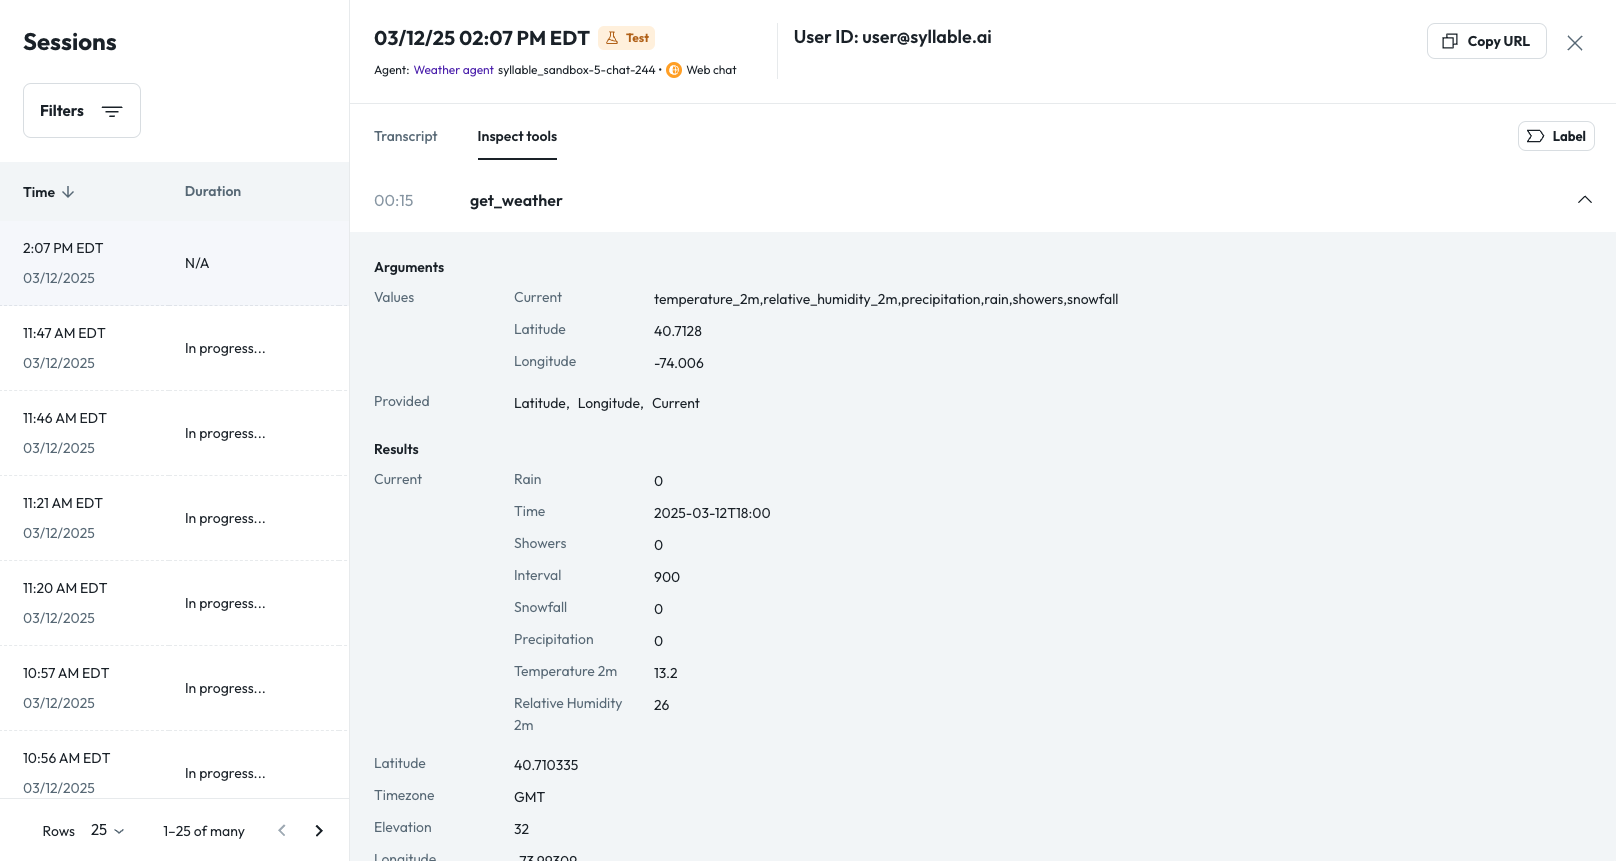 Sessions
Filters
Time
Duration
2:07 PM EDT
03/12/2025
N/A
11:47 AM EDT
03/12/2025
In progress...
11:46 AM EDT
03/12/2025
In progress...
11:21 AM EDT
03/12/2025
In progress...
11:20 AM EDT
03/12/2025
In progress...
10:57 AM EDT
03/12/2025
In progress...
10:56 AM EDT
03/12/2025
In progress...
Rows 25 1–25 of many
03/12/25 02:07 PM EDT Test
Agent: Weather agent syllable_sandbox-5-chat-244 • Web chat
User ID: user@syllable.ai
Copy URL
Transcript Inspect tools
Label
00:15 get_weather
Arguments
Values Current temperature_2m,relative_humidity_2m,precipitation,rain,showers,snowfall
Latitude 40.7128
Longitude -74.006
Provided Latitude, Longitude, Current
Results
Current Rain 0
Time 2025-03-12T18:00
Showers 0
Interval 900
Snowfall 0
Precipitation 0
Temperature 2m 13.2
Relative Humidity 2m 26
Latitude 40.710335
Timezone GMT
Elevation 32
Longitude -73.99309